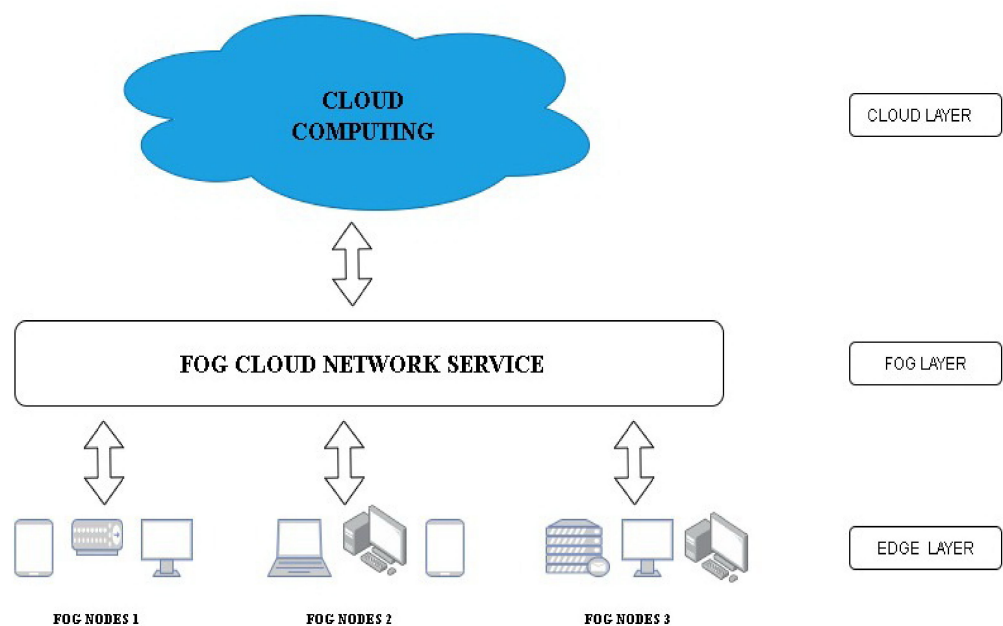 CLOUD
COMPUTING
CLOUD LAYER
FOG CLOUD NETWORK SERVICE
FOG LAYER
EDGE LAYER
FOG NODES 1
FOG NODES 2
FOG NODES 3